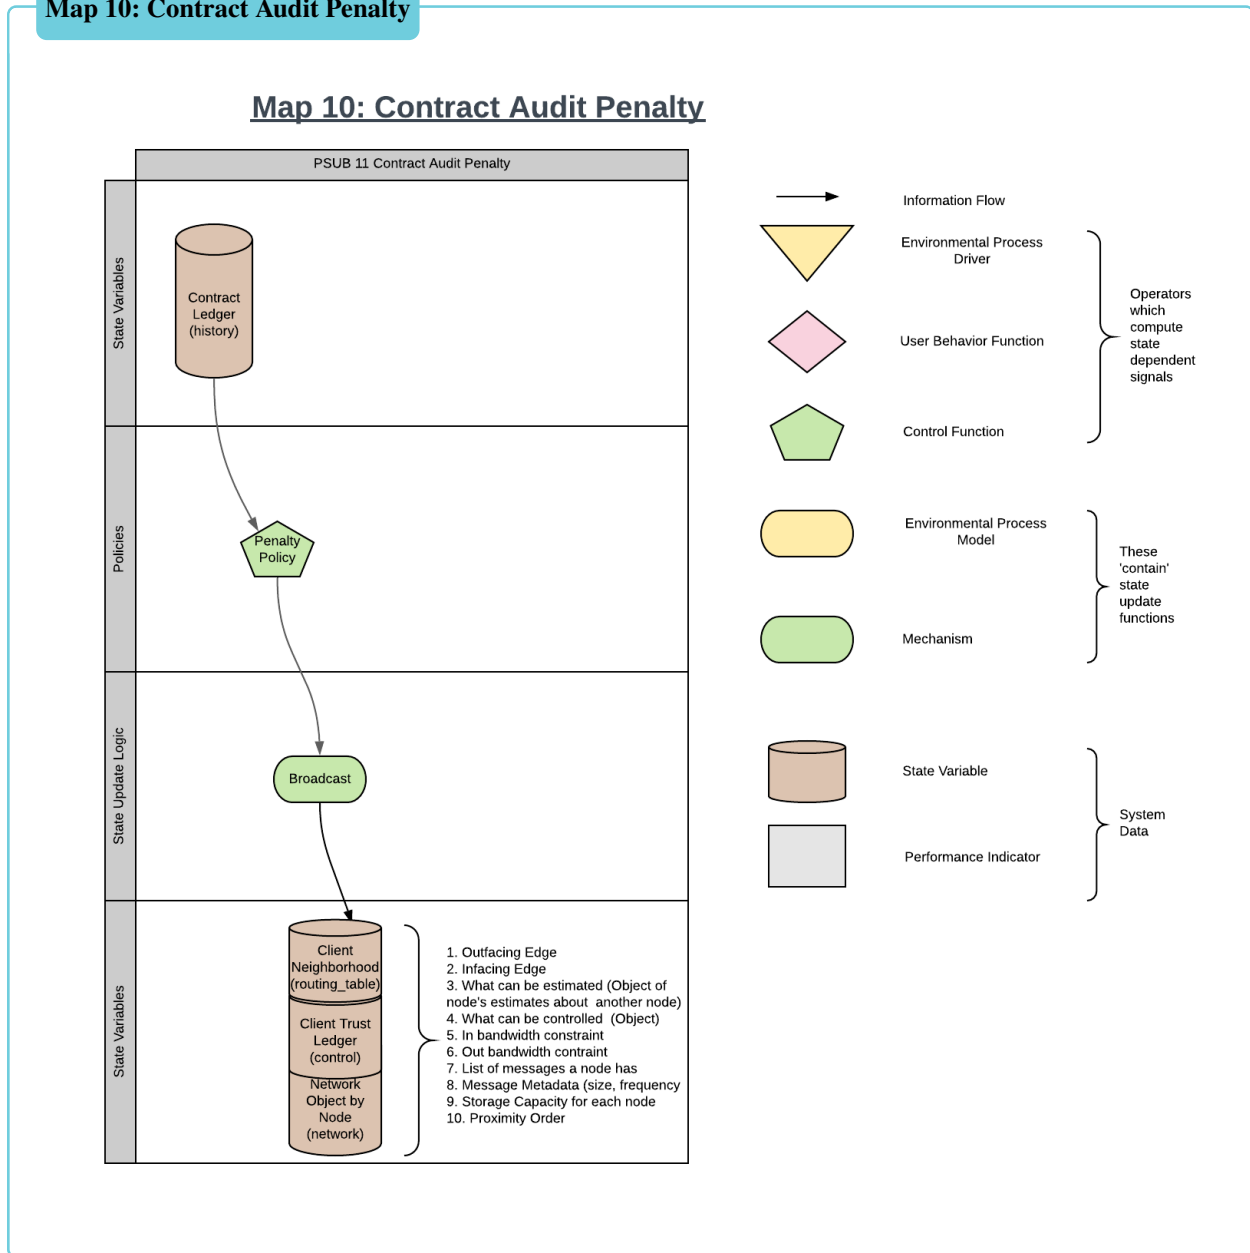 Map 10: Contract Audit Penalty
Map 10: Contract Audit Penalty
PSUB 11 Contract Audit Penalty
State Variables
Contract
Ledger
(history)
Policies
Penalty
Policy
State Update Logic
Broadcast
State Variables
Client
Neighborhood
(routing_table)
Client Trust
Ledger
(control)
Network
Object by
Node
(network)
1. Outfacing Edge
2. Infacing Edge
3. What can be estimated (Object of
node's estimates about another node)
4. What can be controlled (Object)
5. In bandwidth constraint
6. Out bandwidth contraint
7. List of messages a node has
8. Message Metadata (size, frequency
9. Storage Capacity for each node
10. Proximity Order
Information Flow
Environmental Process
Driver
User Behavior Function
Control Function
Operators
which
compute
state
dependent
signals
Environmental Process
Model
Mechanism
These
'contain'
state
update
functions
State Variable
Performance Indicator
System
Data